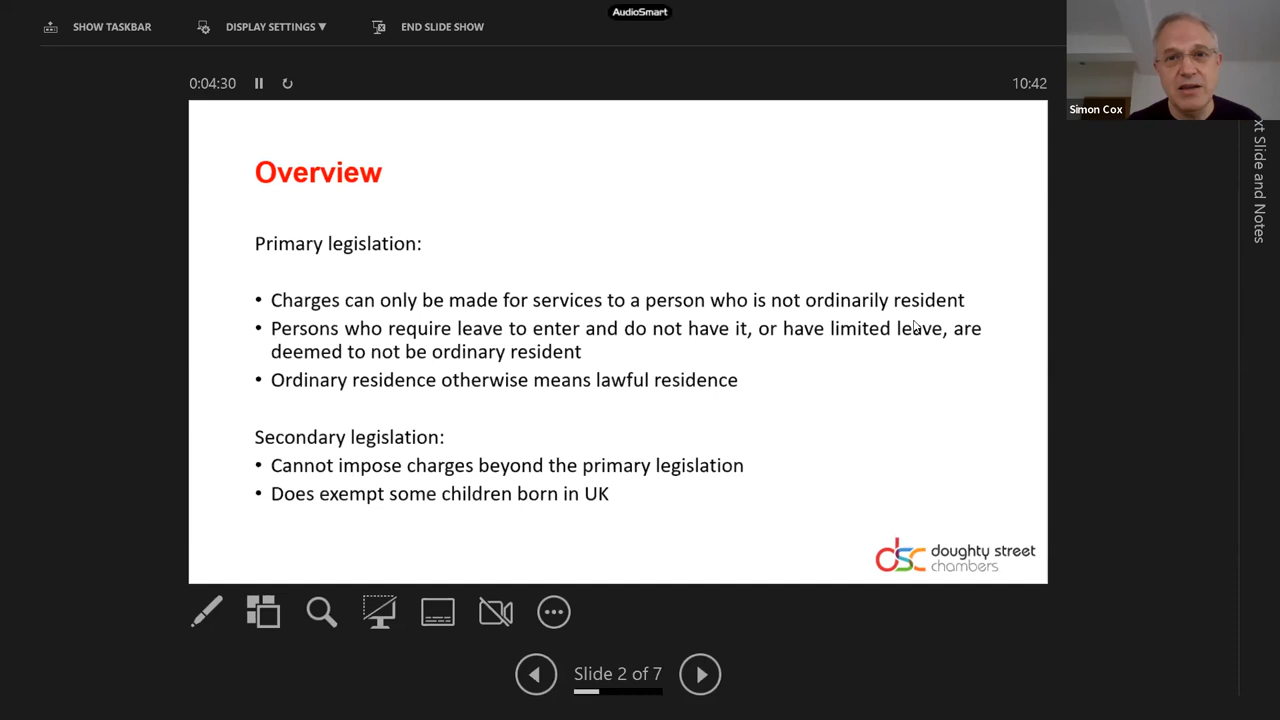 AudioSmart
SHOW TASKBAR
DISPLAY SETTINGS ▼
END SLIDE SHOW
0:04:30
10:42
Simon Cox
Overview
Primary legislation:
• Charges can only be made for services to a person who is not ordinarily resident
• Persons who require leave to enter and do not have it, or have limited leave, are
deemed to not be ordinary resident
• Ordinary residence otherwise means lawful residence
Secondary legislation:
• Cannot impose charges beyond the primary legislation
• Does exempt some children born in UK
dsc doughty street
chambers
Slide and Notes
Slide 2 of 7